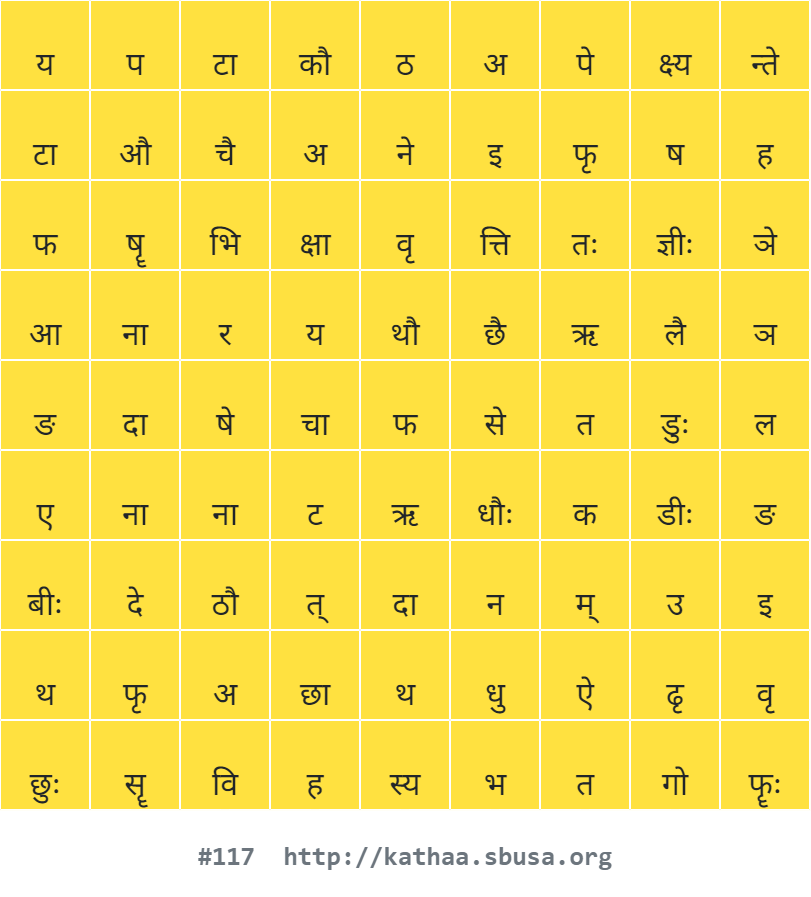 य प टा कौ ठ अ पे क्ष्य न्ते
टा औ चै अ ने इ फृ ष ह
फ षॄ भि क्षा वृ त्ति तः ज्ञीः ञे
आ ना र य थौ छै ऋ लै ञ
ङ दा षे चा फ से त डुः ल
ए ना ना ट ऋ धौः क डीः ङ
बीः दे ठौ त् दा न म् उ इ
थ फृ अ छा थ धु ऐ ढृ वृ
छुः सॄ वि ह स्य भ त गो फॄः
#117 http://kathaa.sbusa.org